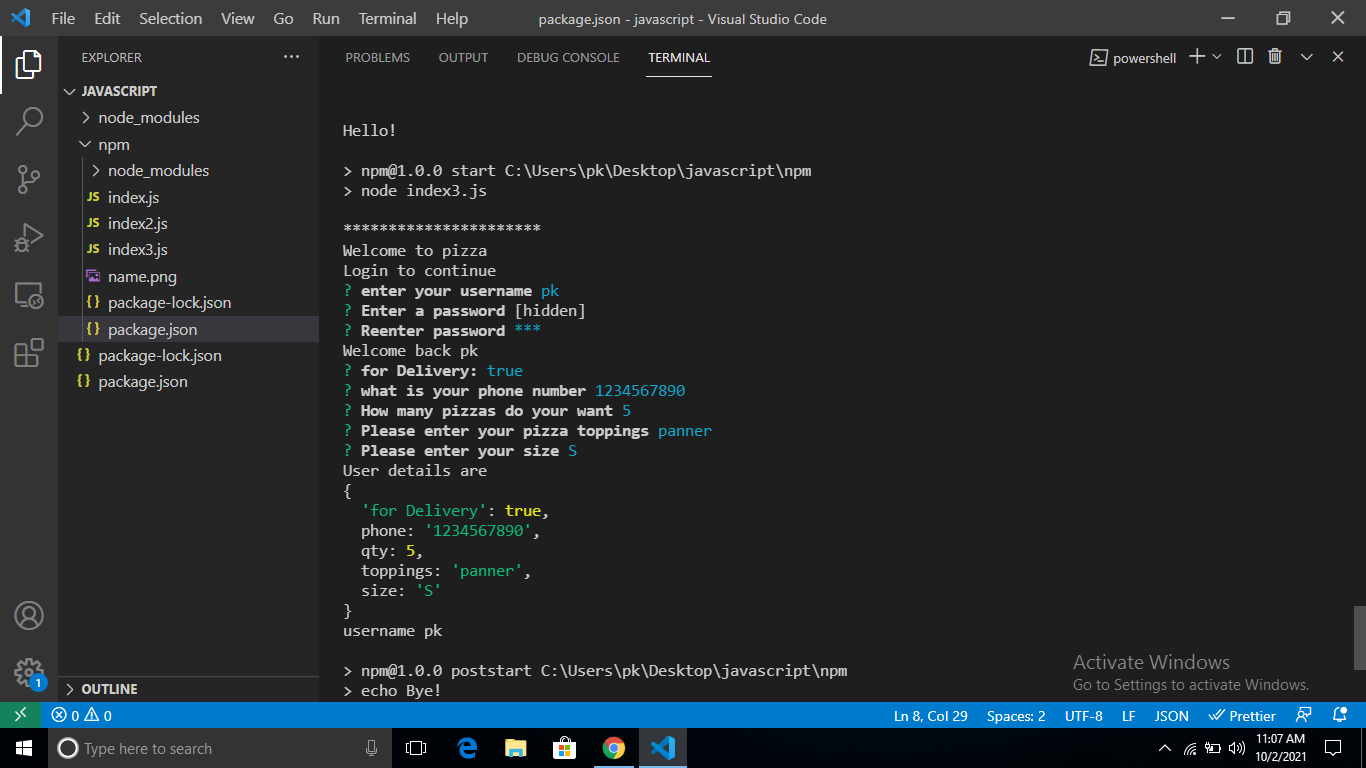 File Edit Selection View Go Run Terminal Help package.json - javascript - Visual Studio Code
EXPLORER
JAVASCRIPT
node_modules
npm
node_modules
JS index.js
JS index2.js
JS index3.js
name.png
{} package-lock.json
{} package.json
{} package-lock.json
{} package.json
OUTLINE
1
PROBLEMS OUTPUT DEBUG CONSOLE TERMINAL
powershell
Hello!
> npm@1.0.0 start C:\Users\pk\Desktop\javascript\npm
> node index3.js
**********************
Welcome to pizza
Login to continue
? enter your username pk
? Enter a password [hidden]
? Reenter password ***
Welcome back pk
? for Delivery: true
? what is your phone number 1234567890
? How many pizzas do your want 5
? Please enter your pizza toppings panner
? Please enter your size S
User details are
{
'for Delivery': true,
phone: '1234567890',
qty: 5,
toppings: 'panner',
size: 'S'
}
username pk
> npm@1.0.0 poststart C:\Users\pk\Desktop\javascript\npm
> echo Bye!
Activate Windows
Go to Settings to activate Windows.
0 0 Ln 8, Col 29 Spaces: 2 UTF-8 LF JSON Prettier
Type here to search
11:07 AM
10/2/2021